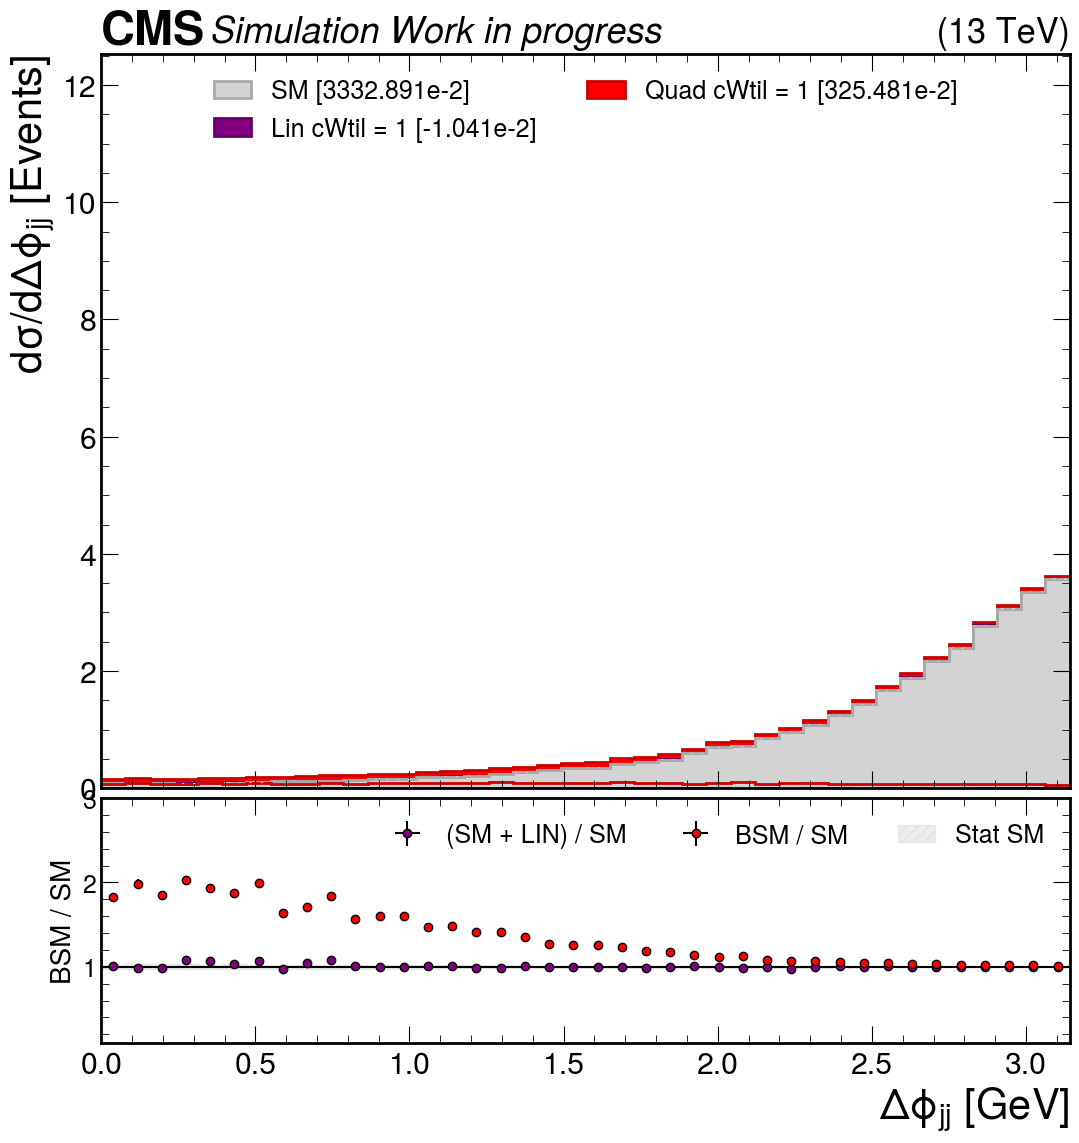 CMS Simulation Work in progress (13 TeV)
dσ/dΔϕjj [Events]
SM [3332.891e-2]
Quad cWtil = 1 [325.481e-2]
Lin cWtil = 1 [-1.041e-2]
12
10
8
6
4
2
0
BSM / SM
3
2
1
(SM + LIN) / SM
BSM / SM
Stat SM
0.0 0.5 1.0 1.5 2.0 2.5 3.0
Δϕjj [GeV]